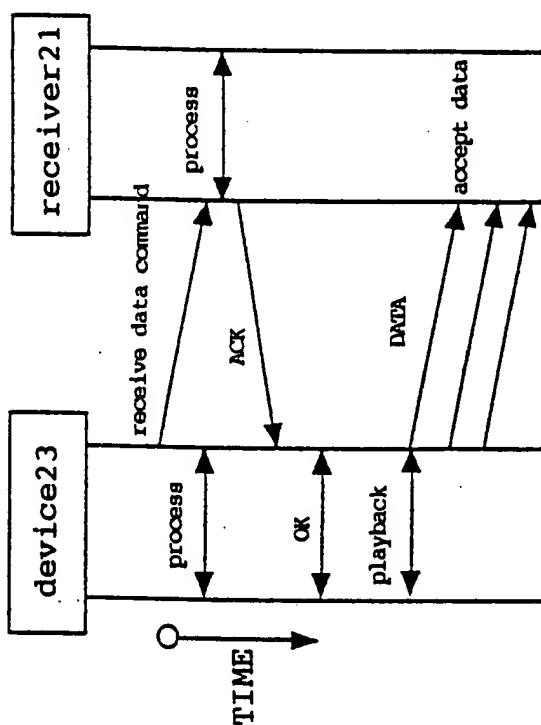 device23
receiver21
receive data command
process
process
ACK
OK
playback
DATA
accept data
TIME